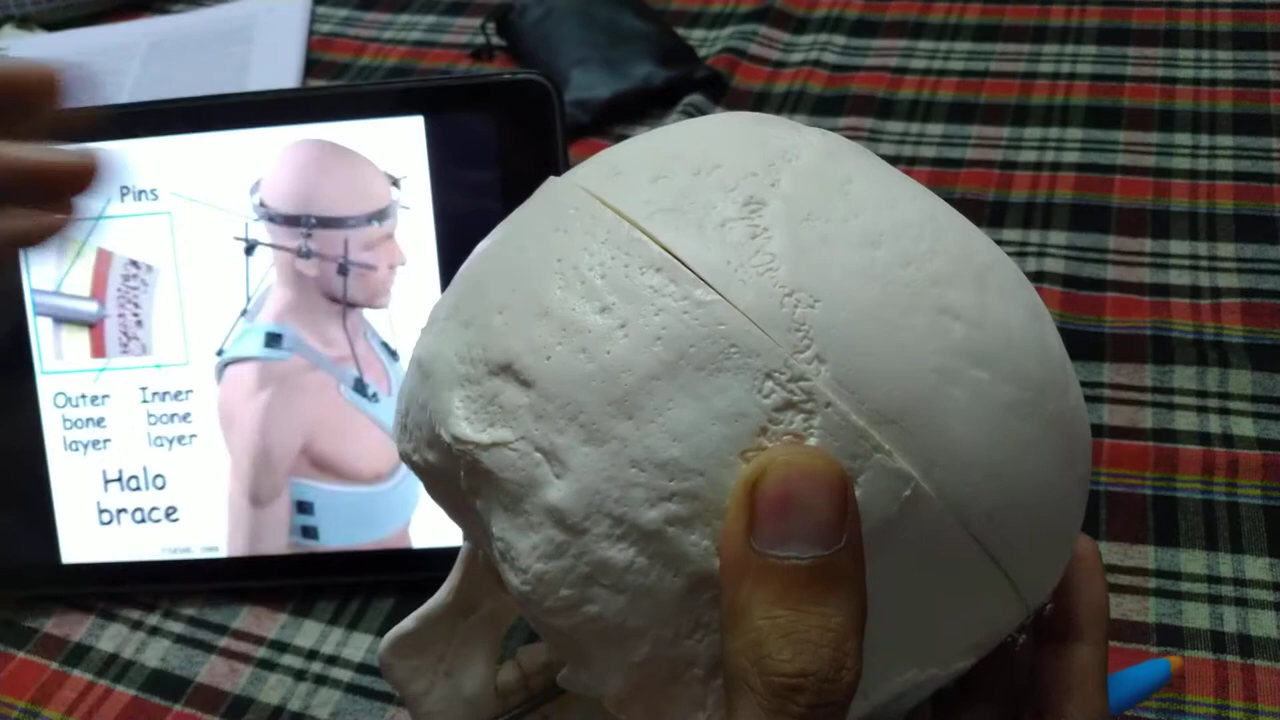 Pins
Outer
bone
layer
Inner
bone
layer
Halo
brace